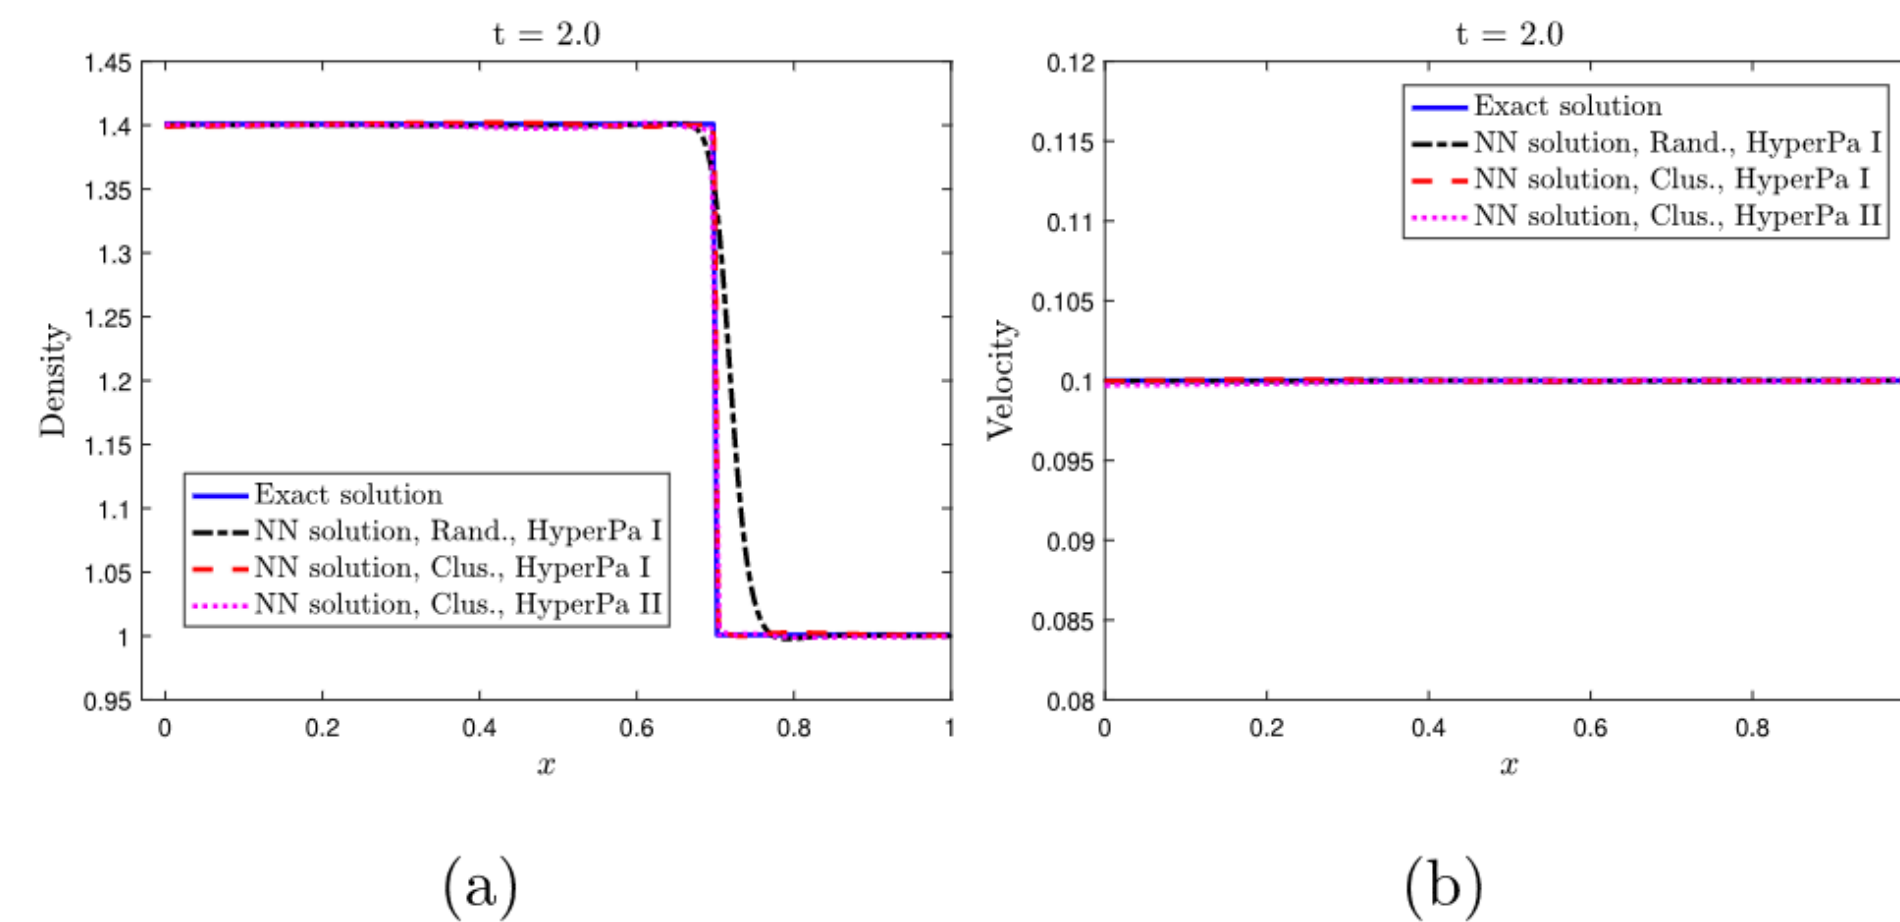 t = 2.0
1.45
1.4
1.35
1.3
1.25
1.2
1.15
1.1
1.05
1
0.95
Density
Exact solution
NN solution, Rand., HyperPa I
NN solution, Clus., HyperPa I
NN solution, Clus., HyperPa II
0 0.2 0.4 0.6 0.8 1
x
(a)
t = 2.0
0.12
0.115
0.11
0.105
0.1
0.095
0.09
0.085
0.08
Velocity
Exact solution
NN solution, Rand., HyperPa I
NN solution, Clus., HyperPa I
NN solution, Clus., HyperPa II
0 0.2 0.4 0.6 0.8
x
(b)